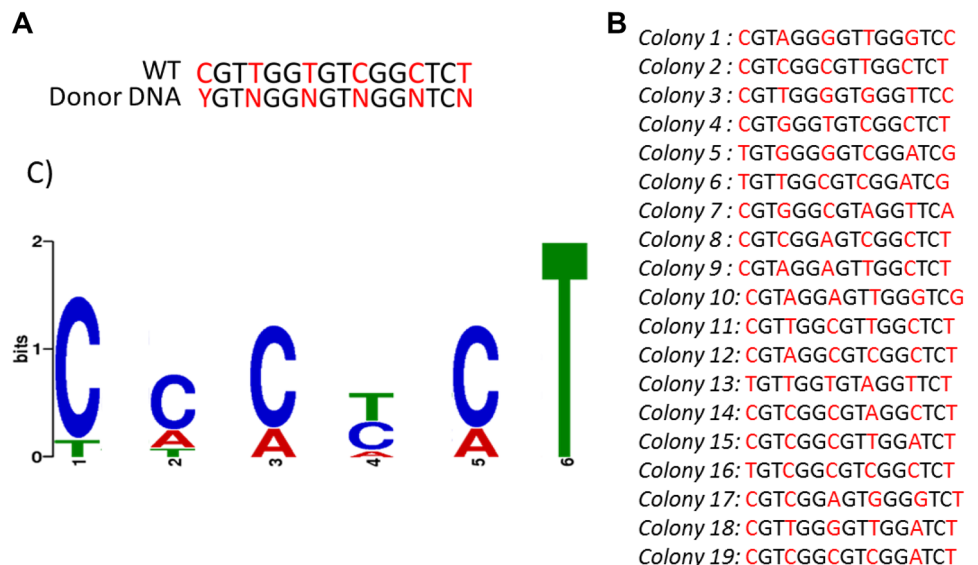 A
WT CGTTGGTGTCGGCTCT
Donor DNA YGTNGGNGTNGGNTCN
B
Colony 1 : CGTAGGGGTTGGGTCC
Colony 2 : CGTCGGCGTTGGCTCT
Colony 3 : CGTTGGGGTGGGTTCC
Colony 4 : CGTGGGTGTCGGCTCT
Colony 5 : TGTGGGGGTCGGATCG
Colony 6 : TGTTGGCGTCGGATCG
Colony 7 : CGTGGGCGTAGGTTCA
Colony 8 : CGTCGGAGTCGGCTCT
Colony 9 : CGTAGGAGTTGGCTCT
Colony 10: CGTAGGAGTTGGGTCG
Colony 11: CGTTGGCGTTGGCTCT
Colony 12: CGTAGGCGTCGGCTCT
Colony 13: TGTTGGTGTAGGTTCT
Colony 14: CGTCGGCGTAGGCTCT
Colony 15: CGTCGGCGTTGGATCT
Colony 16: TGTCGGCGTCGGCTCT
Colony 17: CGTCGGAGTGGGGTCT
Colony 18: CGTTGGGGTTGGATCT
Colony 19: CGTCGGCGTCGGATCT
C)
2
1
0
bits
C C C T C T
T A A C A
T A
1 2 3 4 5 6